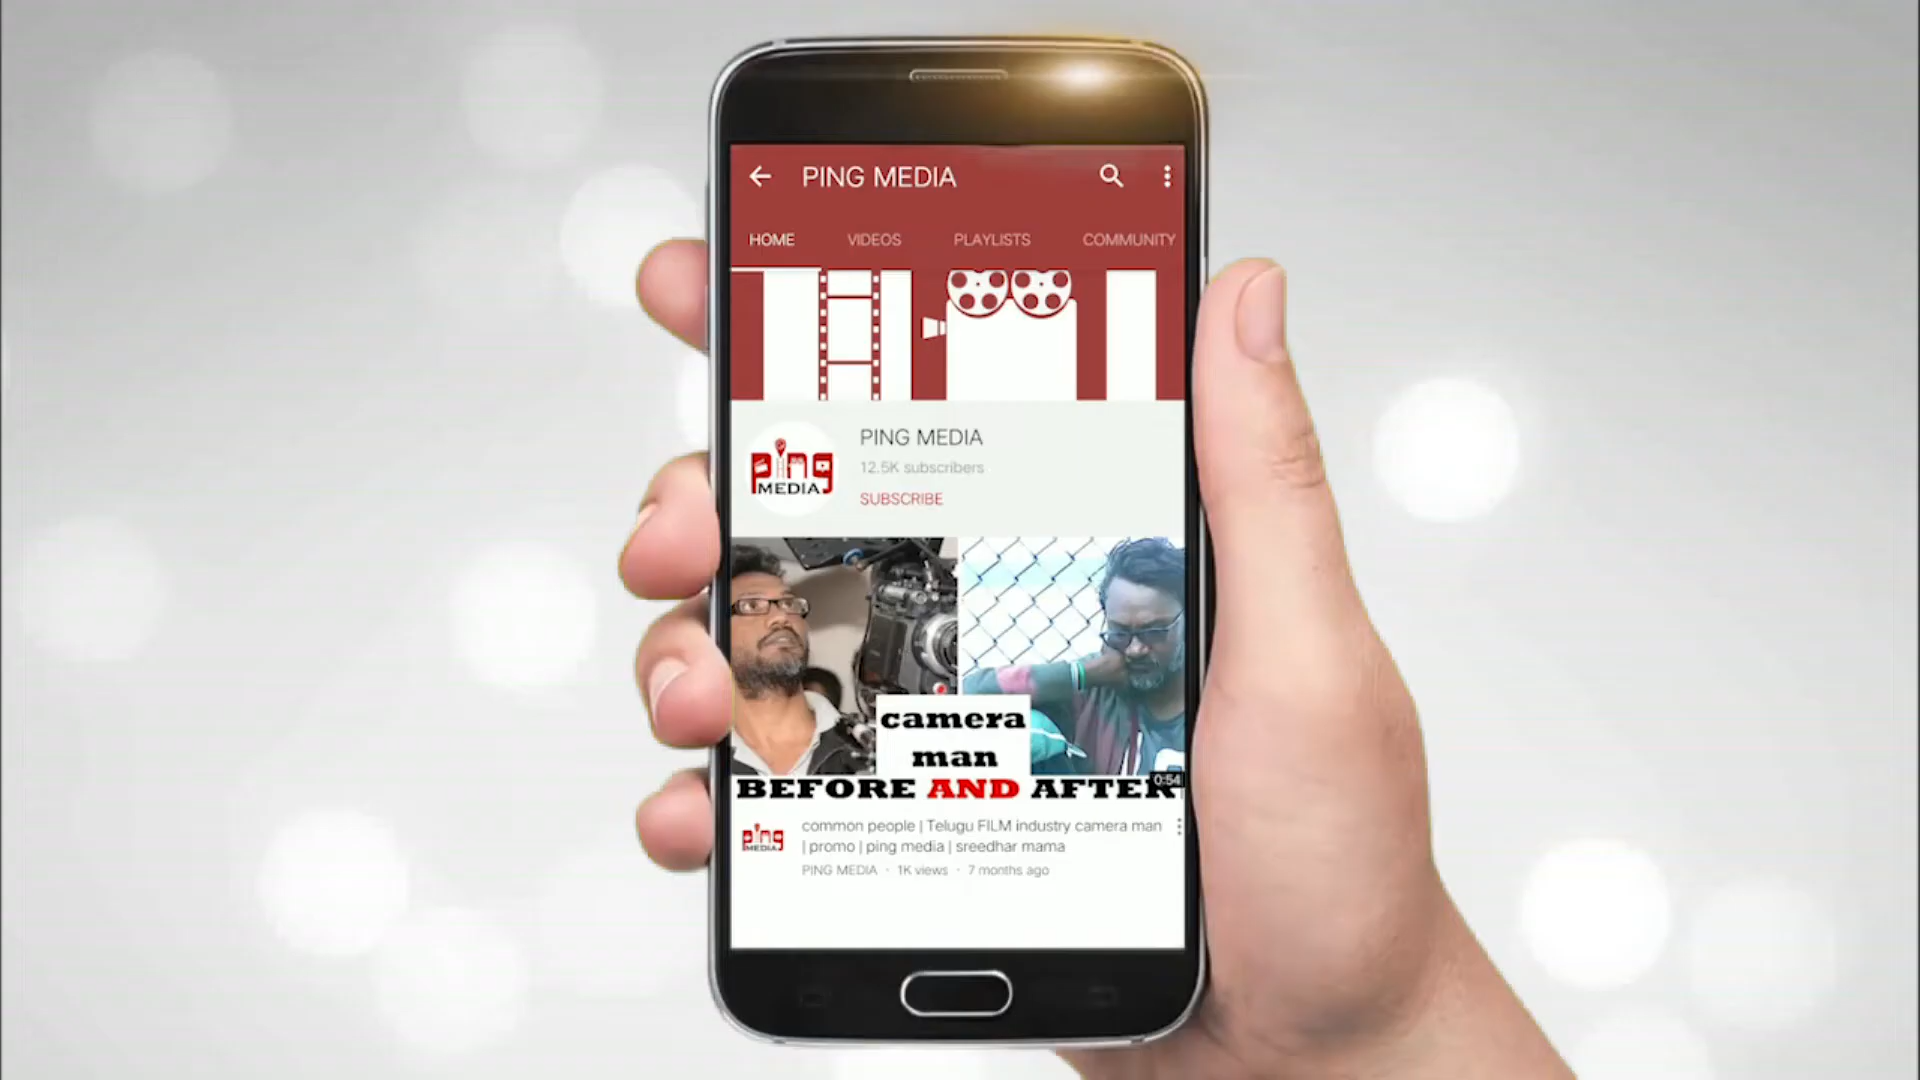 PING MEDIA
HOME VIDEOS PLAYLISTS COMMUNITY
PING MEDIA
12.5K subscribers
SUBSCRIBE
ping
MEDIA
camera
man
BEFORE AND AFTER
0:54
ping
MEDIA
common people | Telugu FILM industry camera man
| promo | ping media | sreedhar mama
PING MEDIA · 1K views · 7 months ago